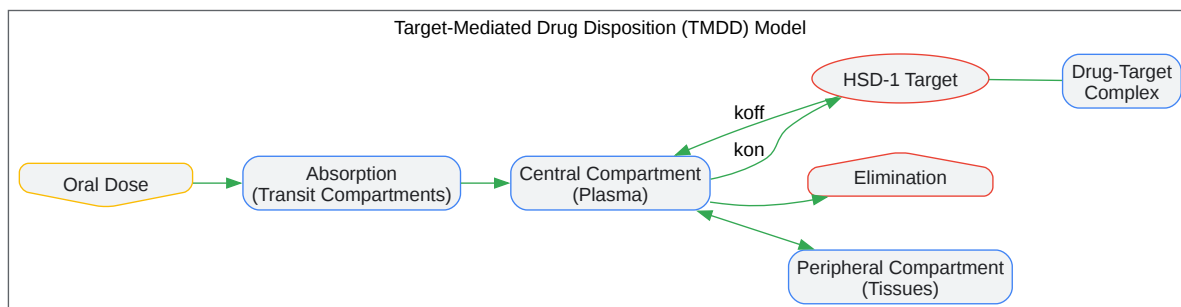 Target-Mediated Drug Disposition (TMDD) Model
HSD-1 Target
Drug-Target
Complex
koff
kon
Oral Dose
Absorption
(Transit Compartments)
Central Compartment
(Plasma)
Elimination
Peripheral Compartment
(Tissues)